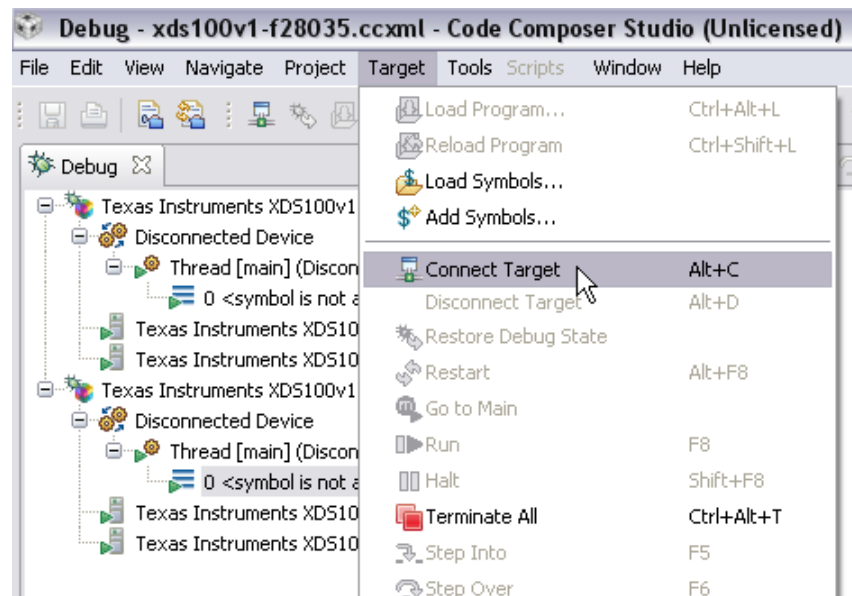 Debug - xds100v1-f28035.ccxml - Code Composer Studio (Unlicensed)
File Edit View Navigate Project Target Tools Scripts Window Help
Load Program... Ctrl+Alt+L
Reload Program Ctrl+Shift+L
Debug
Load Symbols...
Texas Instruments XDS100v1
Add Symbols...
Disconnected Device
Thread [main] (Discon
Connect Target Alt+C
0 <symbol is not a
Disconnect Target Alt+D
Texas Instruments XDS10
Restore Debug State
Texas Instruments XDS10
Restart Alt+F8
Texas Instruments XDS100v1
Go to Main
Disconnected Device
Run F8
Thread [main] (Discon
Halt Shift+F8
0 <symbol is not a
Texas Instruments XDS10
Terminate All Ctrl+Alt+T
Texas Instruments XDS10
Step Into F5
Step Over F6